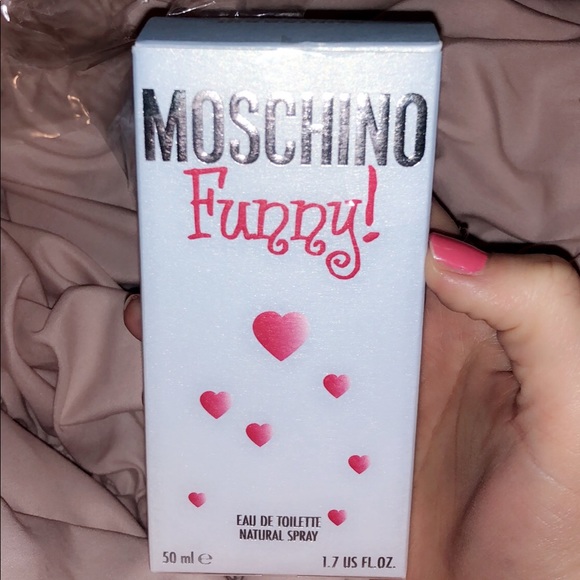 MOSCHINO
Funny!
EAU DE TOILETTE
NATURAL SPRAY
50 ml ℮ 1.7 US FL.OZ.